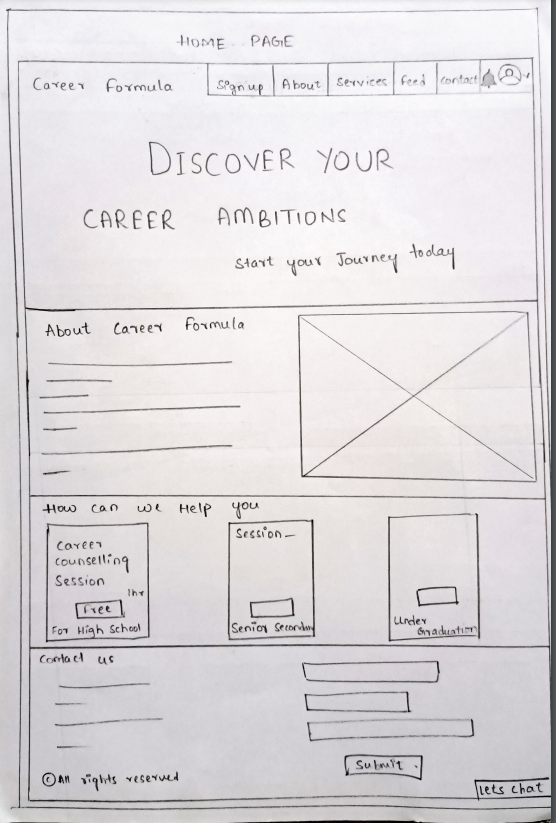 HOME PAGE
Career Formula
Signup
About
Services
Feed
Contact
DISCOVER YOUR
CAREER AMBITIONS
Start your Journey today
About Career Formula
How can we Help you
Career
counselling
Session
1hr
Free
For High School
Session
Senior Secondary
Under
Graduation
Contact us
Submit
© All rights reserved
Lets chat